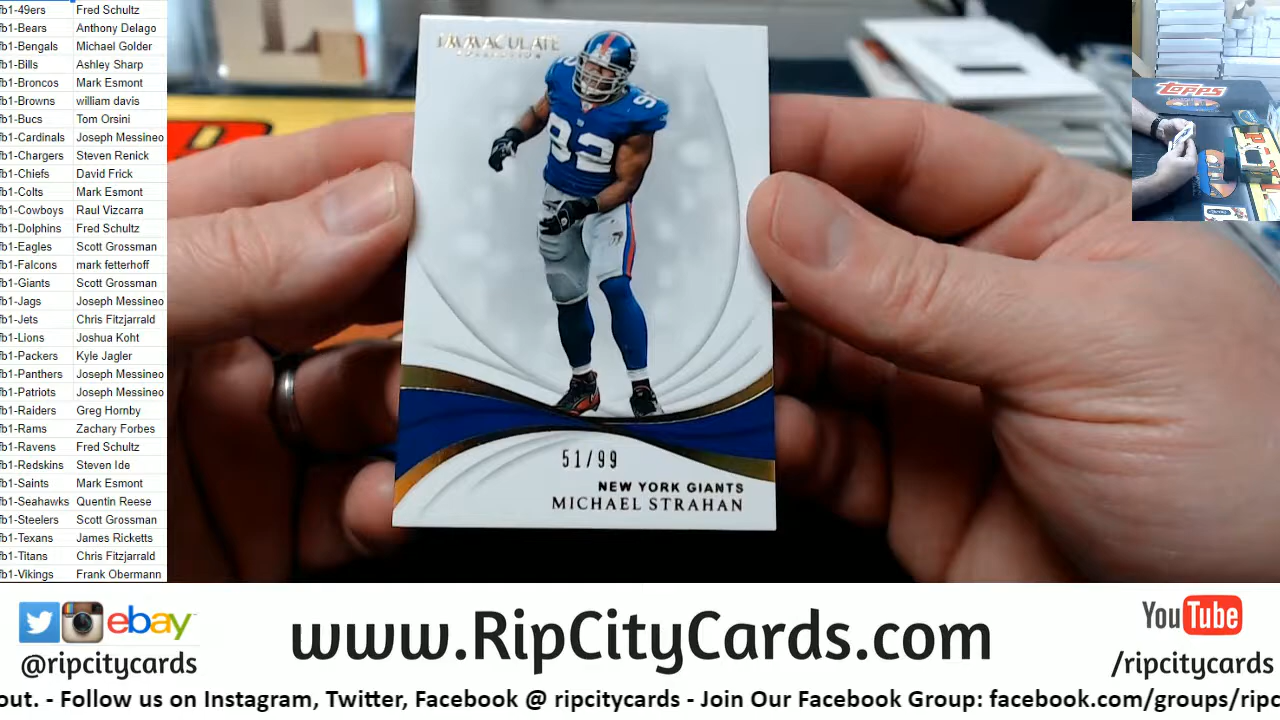 fb1-49ers Fred Schultz
fb1-Bears Anthony Delago
fb1-Bengals Michael Golder
fb1-Bills Ashley Sharp
fb1-Broncos Mark Esmont
fb1-Browns william davis
fb1-Bucs Tom Orsini
fb1-Cardinals Joseph Messineo
fb1-Chargers Steven Renick
fb1-Chiefs David Frick
fb1-Colts Mark Esmont
fb1-Cowboys Raul Vizcarra
fb1-Dolphins Fred Schultz
fb1-Eagles Scott Grossman
fb1-Falcons mark fetterhoff
fb1-Giants Scott Grossman
fb1-Jags Joseph Messineo
fb1-Jets Chris Fitzjarrald
fb1-Lions Joshua Koht
fb1-Packers Kyle Jagler
fb1-Panthers Joseph Messineo
fb1-Patriots Joseph Messineo
fb1-Raiders Greg Hornby
fb1-Rams Zachary Forbes
fb1-Ravens Fred Schultz
fb1-Redskins Steven Ide
fb1-Saints Mark Esmont
fb1-Seahawks Quentin Reese
fb1-Steelers Scott Grossman
fb1-Texans James Ricketts
fb1-Titans Chris Fitzjarrald
fb1-Vikings Frank Obermann
IMMACULATE
COLLECTION
92
92
51/99
NEW YORK GIANTS
MICHAEL STRAHAN
topps
ebay
@ripcitycards
www.RipCityCards.com
YouTube
/ripcitycards
out. - Follow us on Instagram, Twitter, Facebook @ ripcitycards - Join Our Facebook Group: facebook.com/groups/ripc